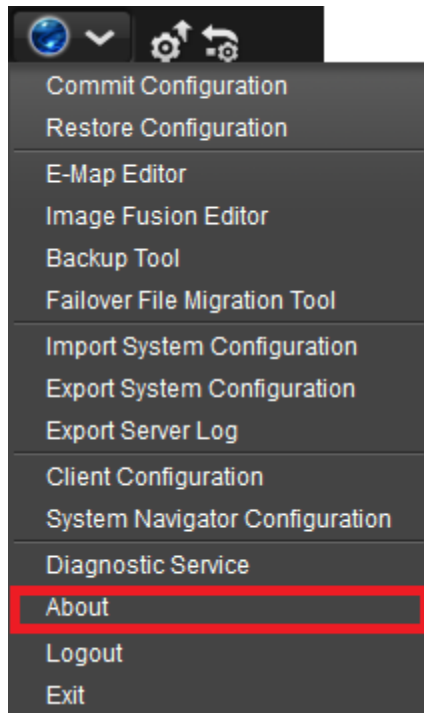 Commit Configuration
Restore Configuration
E-Map Editor
Image Fusion Editor
Backup Tool
Failover File Migration Tool
Import System Configuration
Export System Configuration
Export Server Log
Client Configuration
System Navigator Configuration
Diagnostic Service
About
Logout
Exit